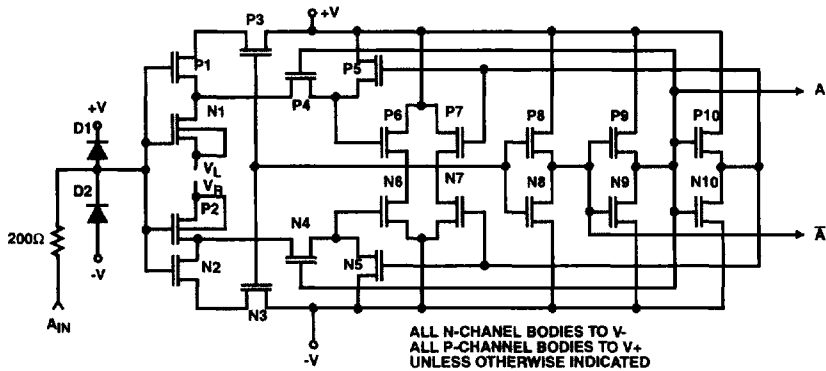 P3
+V
P1
P5
A
N1
P4
P6
P7
P8
P9
P10
+V
D1
VL
VR
D2
P2
N6
N7
N8
N9
N10
N4
200Ω
N2
N5
A̅
-V
N3
AIN
-V
ALL N-CHANEL BODIES TO V-
ALL P-CHANNEL BODIES TO V+
UNLESS OTHERWISE INDICATED